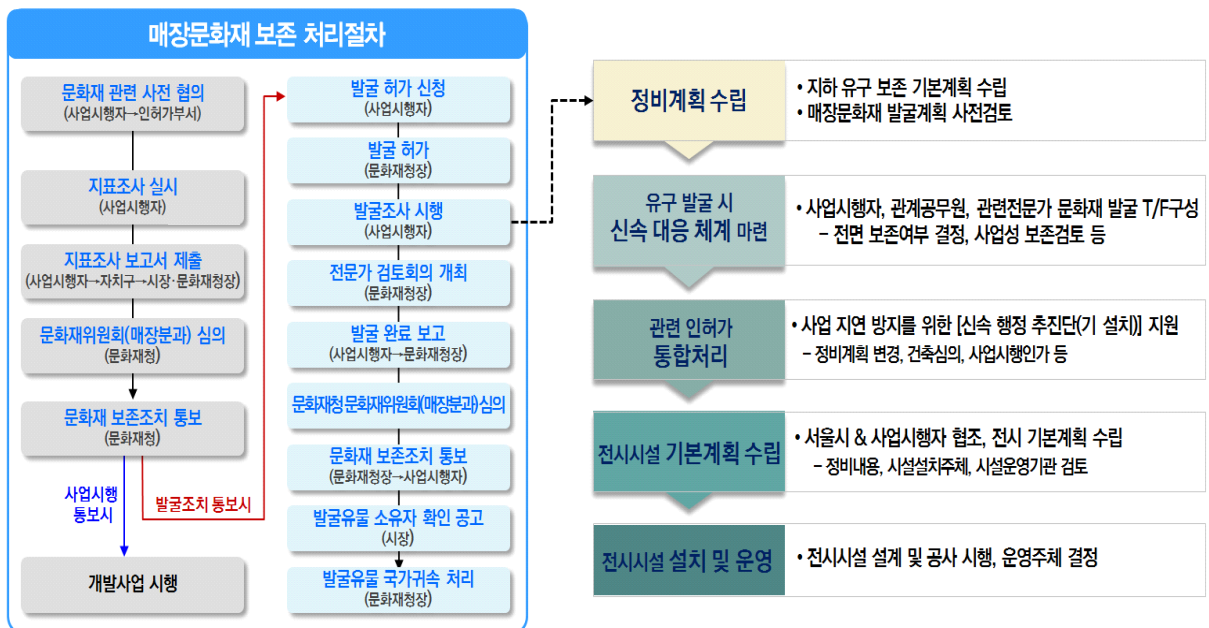 매장문화재 보존 처리절차
문화재 관련 사전 협의
(사업시행자→인허가부서)
지표조사 실시
(사업시행자)
지표조사 보고서 제출
(사업시행자→자치구→시장·문화재청장)
문화재위원회(매장분과) 심의
(문화재청)
문화재 보존조치 통보
(문화재청)
사업시행
통보시
발굴조치 통보시
개발사업 시행
발굴 허가 신청
(사업시행자)
발굴 허가
(문화재청장)
발굴조사 시행
(사업시행자)
전문가 검토회의 개최
(문화재청장)
발굴 완료 보고
(사업시행자→문화재청장)
문화재청 문화재위원회(매장분과) 심의
문화재 보존조치 통보
(문화재청장→사업시행자)
발굴유물 소유자 확인 공고
(시장)
발굴유물 국가귀속 처리
(문화재청장)
정비계획 수립
• 지하 유구 보존 기본계획 수립
• 매장문화재 발굴계획 사전검토
유구 발굴 시
신속 대응 체계 마련
• 사업시행자, 관계공무원, 관련전문가 문화재 발굴 T/F구성
– 전면 보존여부 결정, 사업성 보존검토 등
관련 인허가
통합처리
• 사업 지연 방지를 위한 [신속 행정 추진단(기 설치)] 지원
– 정비계획 변경, 건축심의, 사업시행인가 등
전시시설 기본계획 수립
• 서울시 & 사업시행자 협조, 전시 기본계획 수립
– 정비내용, 시설설치주체, 시설운영기관 검토
전시시설 설치 및 운영
• 전시시설 설계 및 공사 시행, 운영주체 결정